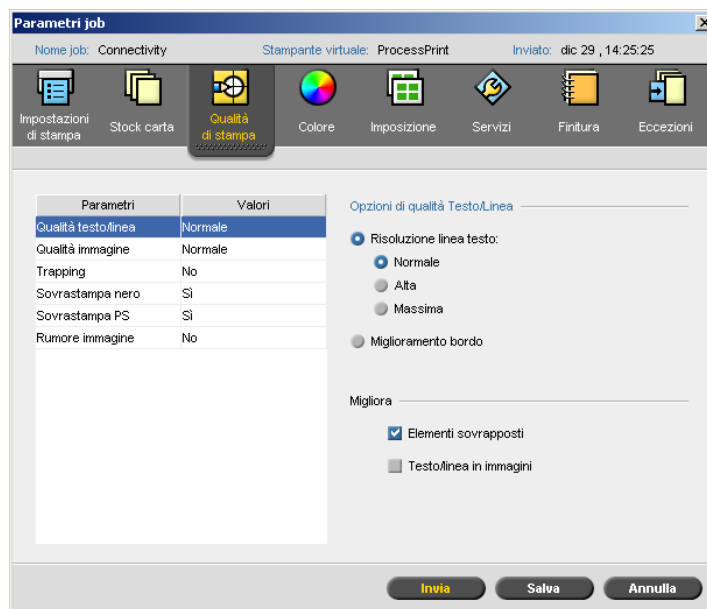 Parametri job
Nome job: Connectivity Stampante virtuale: ProcessPrint Inviato: dic 29 , 14:25:25
Impostazioni di stampa
Stock carta
Qualità di stampa
Colore
Imposizione
Servizi
Finitura
Eccezioni
Parametri Valori
Qualità testo/linea Normale
Qualità immagine Normale
Trapping No
Sovrastampa nero Sì
Sovrastampa PS Sì
Rumore immagine No
Opzioni di qualità Testo/Linea
Risoluzione linea testo:
Normale
Alta
Massima
Miglioramento bordo
Migliora
Elementi sovrapposti
Testo/linea in immagini
Invia Salva Annulla